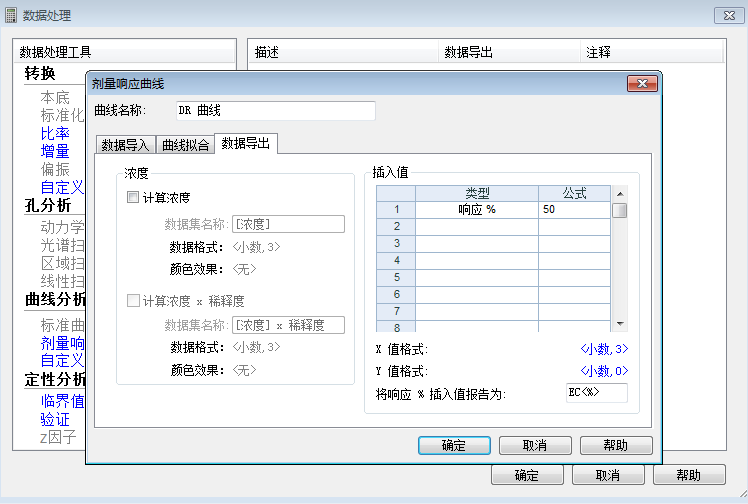 数据处理
数据处理工具
描述 数据导出 注释
转换
本底
标准化
比率
增量
偏振
自定义
孔分析
动力学
光谱扫
区域扫
线性扫
曲线分析
标准曲
剂量响
自定义
定性分析
临界值
验证
z因子
剂量响应曲线
曲线名称: DR 曲线
数据导入 曲线拟合 数据导出
浓度
计算浓度
数据集名称: [浓度]
数据格式: <小数,3>
颜色效果: <无>
计算浓度 x 稀释度
数据集名称: [浓度] x 稀释度
数据格式: <小数,3>
颜色效果: <无>
插入值
类型 公式
1 响应 % 50
2
3
4
5
6
7
8
X 值格式: <小数,3>
Y 值格式: <小数,0>
将响应 % 插入值报告为: EC<%>
确定 取消 帮助
确定 取消 帮助